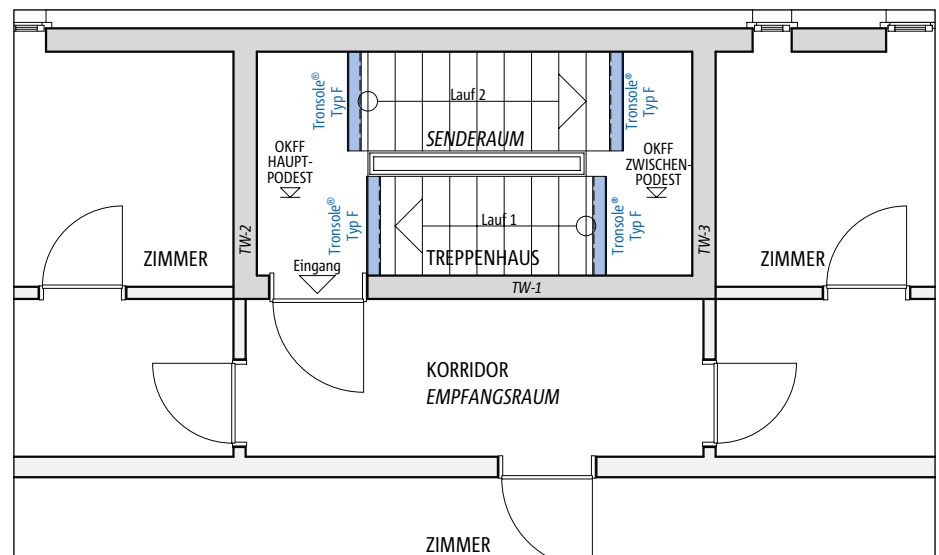 Tronsole®
Typ F
Lauf 2
Tronsole®
Typ F
SENDERAUM
OKFF
HAUPT-
PODEST
OKFF
ZWISCHEN-
PODEST
Tronsole®
Typ F
Lauf 1
Tronsole®
Typ F
TW-2
TW-3
ZIMMER
Eingang
TREPPENHAUS
ZIMMER
TW-1
KORRIDOR
EMPFANGSRAUM
ZIMMER